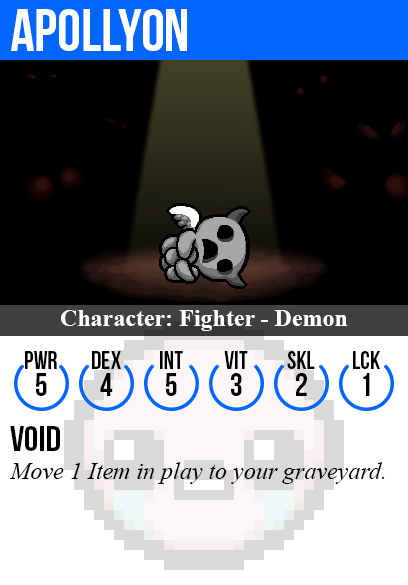 APOLLYON
Character: Fighter - Demon
PWR DEX INT VIT SKL LCK
5 4 5 3 2 1
VOID
Move 1 Item in play to your graveyard.